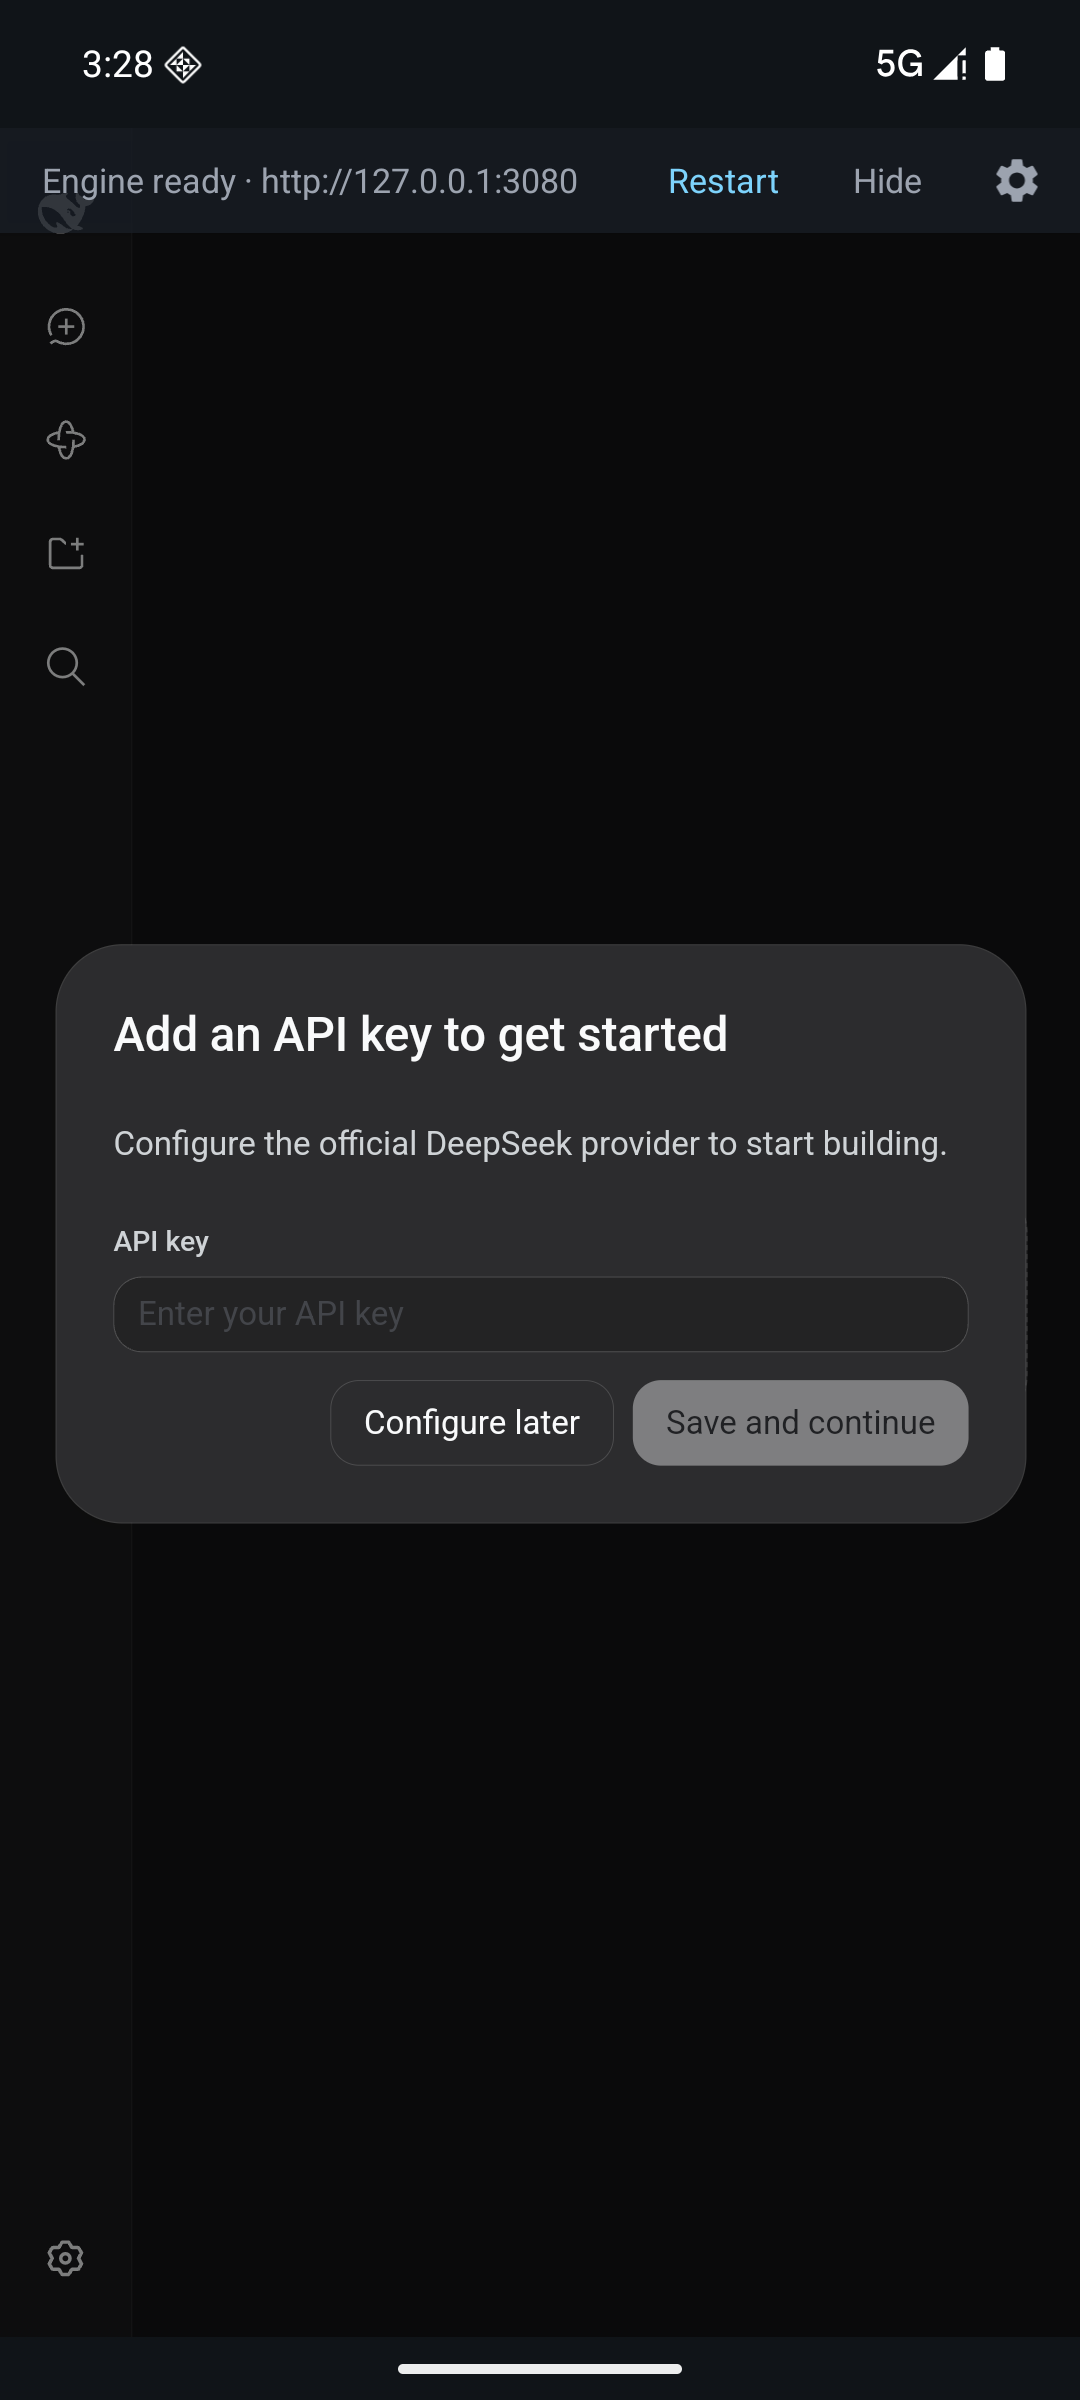 3:28
5G
Engine ready · http://127.0.0.1:3080
Restart
Hide
Add an API key to get started
Configure the official DeepSeek provider to start building.
API key
Enter your API key
Configure later
Save and continue